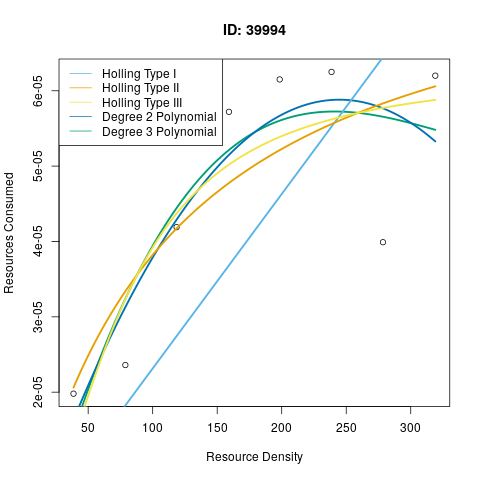 ID: 39994
Holling Type I
Holling Type II
Holling Type III
Degree 2 Polynomial
Degree 3 Polynomial
Resources Consumed
6e-05
5e-05
4e-05
3e-05
2e-05
50 100 150 200 250 300
Resource Density